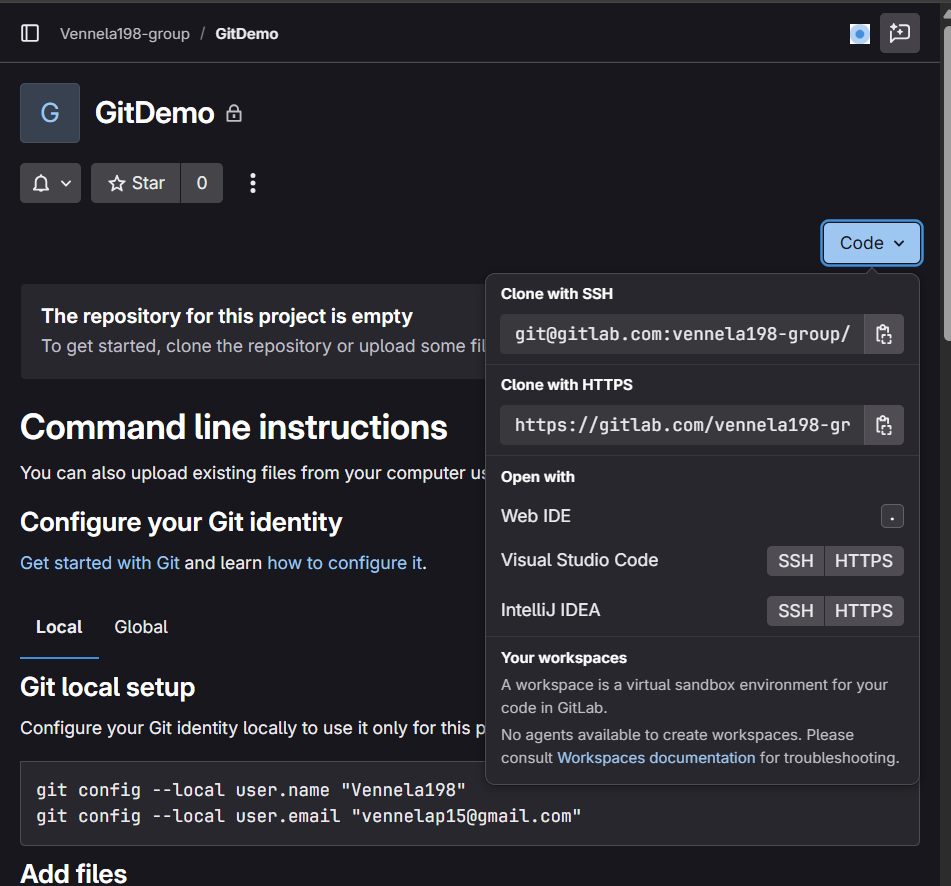 Vennela198-group / GitDemo
G
GitDemo
Star 0
Code
The repository for this project is empty
To get started, clone the repository or upload some fil
Command line instructions
You can also upload existing files from your computer us
Configure your Git identity
Get started with Git and learn how to configure it.
Local Global
Git local setup
Configure your Git identity locally to use it only for this p
git config --local user.name "Vennela198"
git config --local user.email "vennelap15@gmail.com"
Add files
Clone with SSH
git@gitlab.com:vennela198-group/
Clone with HTTPS
https://gitlab.com/vennela198-gr
Open with
Web IDE .
Visual Studio Code SSH HTTPS
IntelliJ IDEA SSH HTTPS
Your workspaces
A workspace is a virtual sandbox environment for your
code in GitLab.
No agents available to create workspaces. Please
consult Workspaces documentation for troubleshooting.